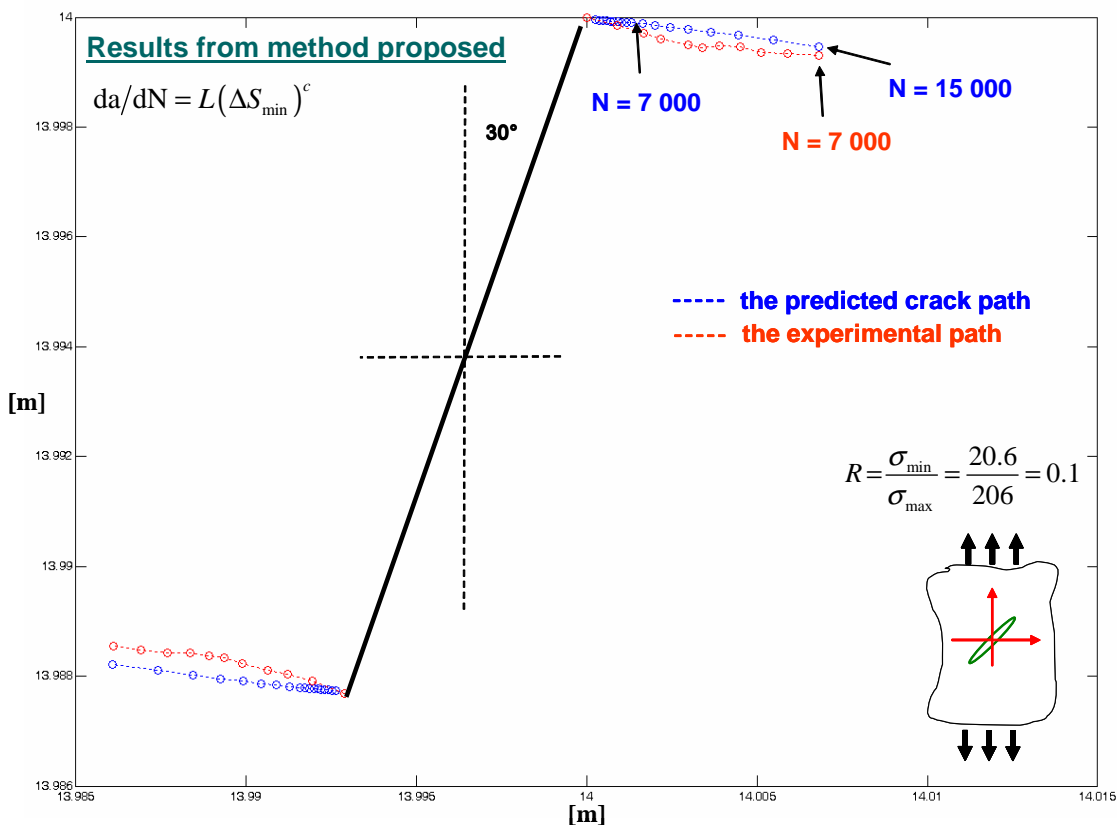 Results from method proposed
da/dN = L(ΔS_min)^c
30°
N = 7 000
N = 15 000
N = 7 000
the predicted crack path
the experimental path
R = σ_min/σ_max = 20.6/206 = 0.1
14
13.998
13.996
13.994
13.992
13.99
13.988
13.986
[m]
13.985
13.99
13.995
14
14.005
14.01
14.015
[m]